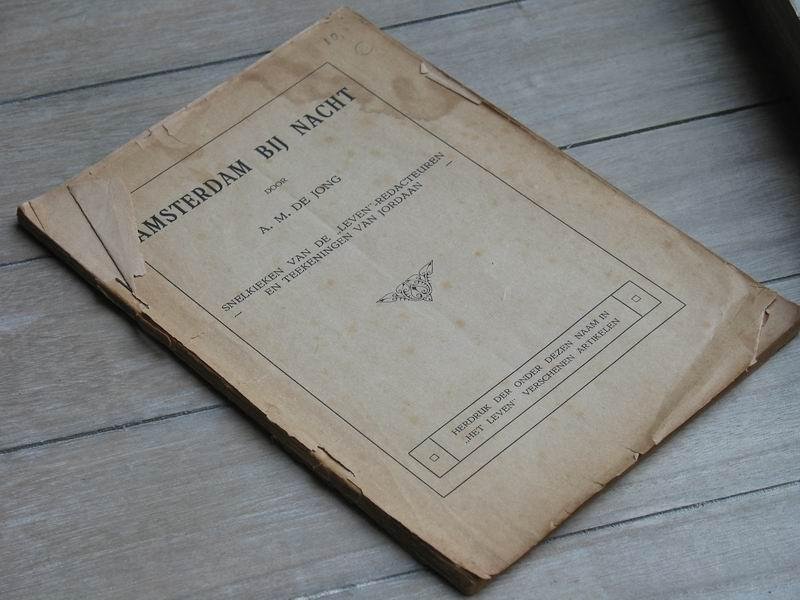 10,
AMSTERDAM BIJ NACHT
DOOR
A. M. DE JONG
SNELKIEKEN VAN DE „LEVEN"-REDACTEUREN
EN TEEKENINGEN VAN JORDAAN
HERDRUK DER ONDER DEZEN NAAM IN
„HET LEVEN" VERSCHENEN ARTIKELEN